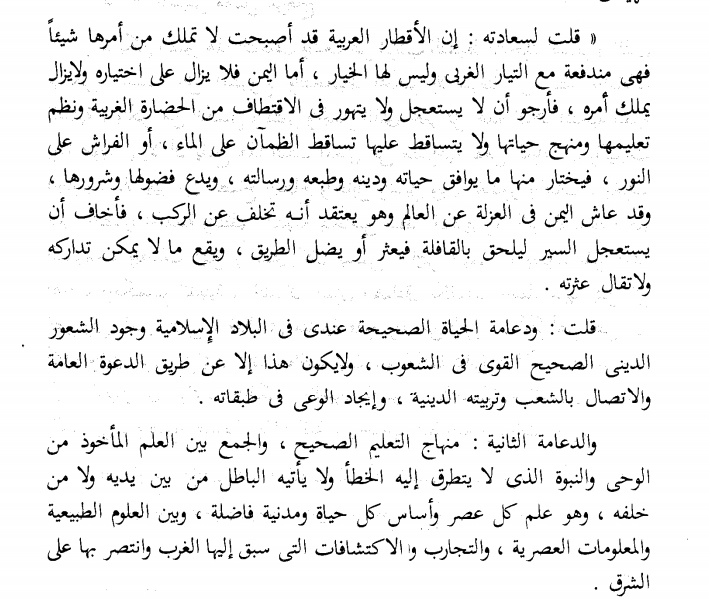 « قلت لسعادته : إن الأقطار العربية قد أصبحت لا تملك من أمرها شيئاً
فهى مندفعة مع التيار الغربى وليس لها الخيار ، أما اليمن فلا يزال على اختياره ولايزال
يملك أمره ، فأرجو أن لا يستعجل ولا يتهور فى الاقتطاف من الحضارة الغربية ونظم
تعليمها ومنهج حياتها ولا يتساقط عليها تساقط الظمآن على الماء ، أو الفراش على
النور ، فيختار منها ما يوافق حياته ودينه وطبعه ورسالته ، ويدع فضولها وشرورها ،
وقد عاش اليمن فى العزلة عن العالم وهو يعتقد أنه تخلف عن الركب ، فأخاف أن
يستعجل السير ليلحق بالقافلة فيعثر أو يضل الطريق ، ويقع ما لا يمكن تداركه
ولاتقال عثرته .
قلت : ودعامة الحياة الصحيحة عندى فى البلاد الإسلامية وجود الشعور
الدينى الصحيح القوى فى الشعوب ، ولايكون هذا إلا عن طريق الدعوة العامة
والاتصال بالشعب وتربيته الدينية ، وإيجاد الوعى فى طبقاته .
والدعامة الثانية : منهاج التعليم الصحيح ، والجمع بين العلم المأخوذ من
الوحى والنبوة الذى لا يتطرق إليه الخطأ ولا يأتيه الباطل من بين يديه ولا من
خلفه ، وهو علم كل عصر وأساس كل حياة ومدنية فاضلة ، وبين العلوم الطبيعية
والمعلومات العصرية ، والتجارب والاكتشافات التى سبق إليها الغرب وانتصر بها على
الشرق .